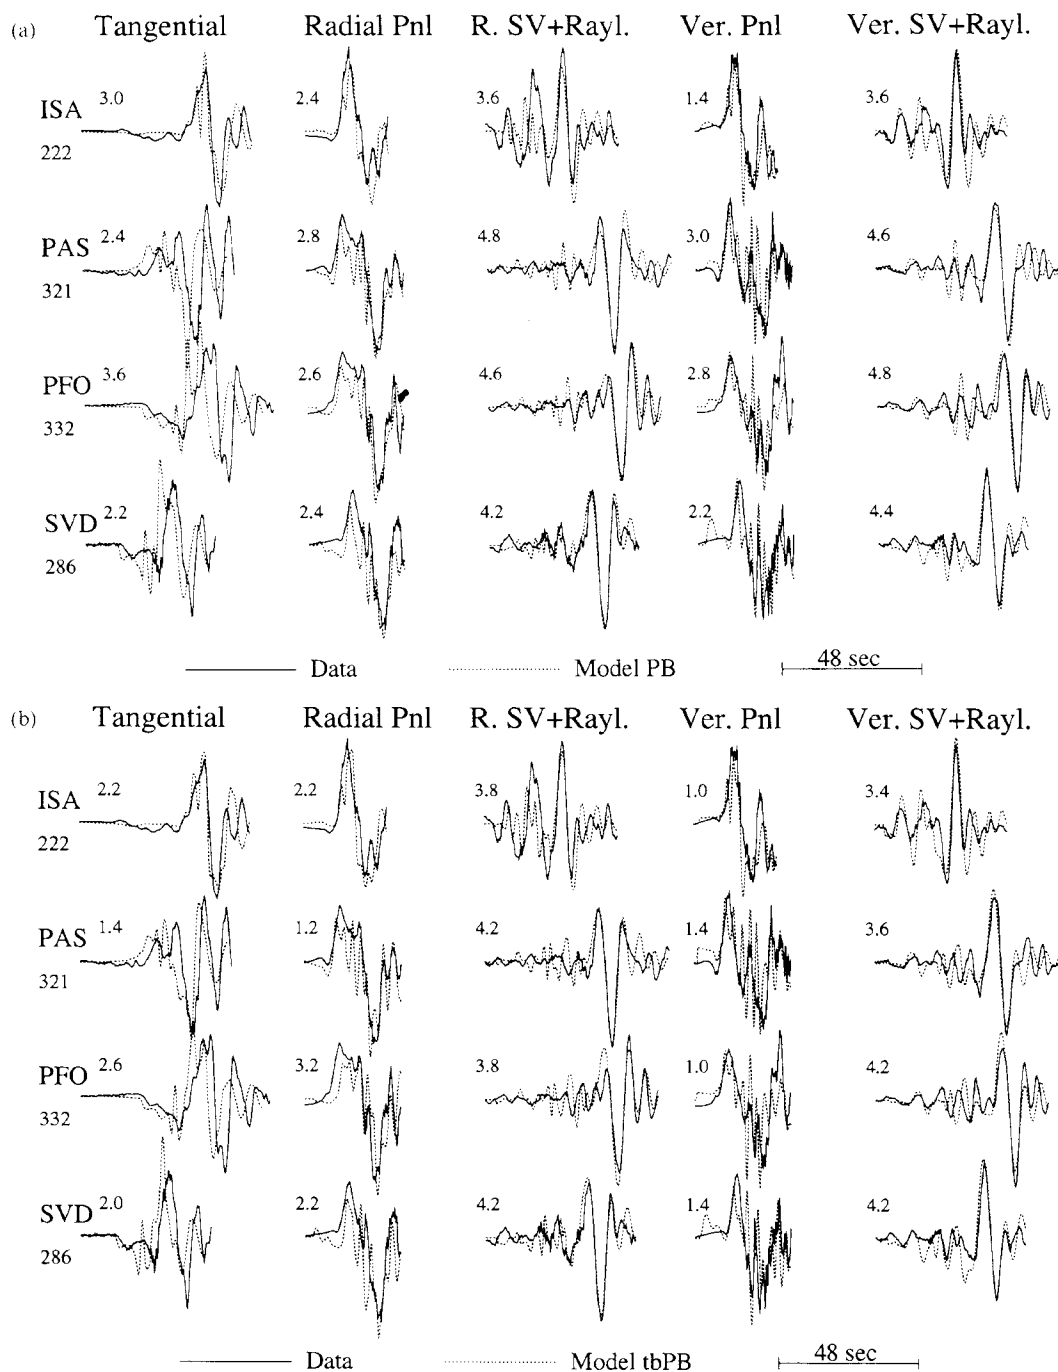 (a) Tangential Radial Pnl R. SV+Rayl. Ver. Pnl Ver. SV+Rayl.
ISA 3.0 2.4 3.6 1.4 3.6
222
PAS 2.4 2.8 4.8 3.0 4.6
321
PFO 3.6 2.6 4.6 2.8 4.8
332
SVD 2.2 2.4 4.2 2.2 4.4
286
Data Model PB 48 sec
(b) Tangential Radial Pnl R. SV+Rayl. Ver. Pnl Ver. SV+Rayl.
ISA 2.2 2.2 3.8 1.0 3.4
222
PAS 1.4 1.2 4.2 1.4 3.6
321
PFO 2.6 3.2 3.8 1.0 4.2
332
SVD 2.0 2.2 4.2 1.4 4.2
286
Data Model tbPB 48 sec